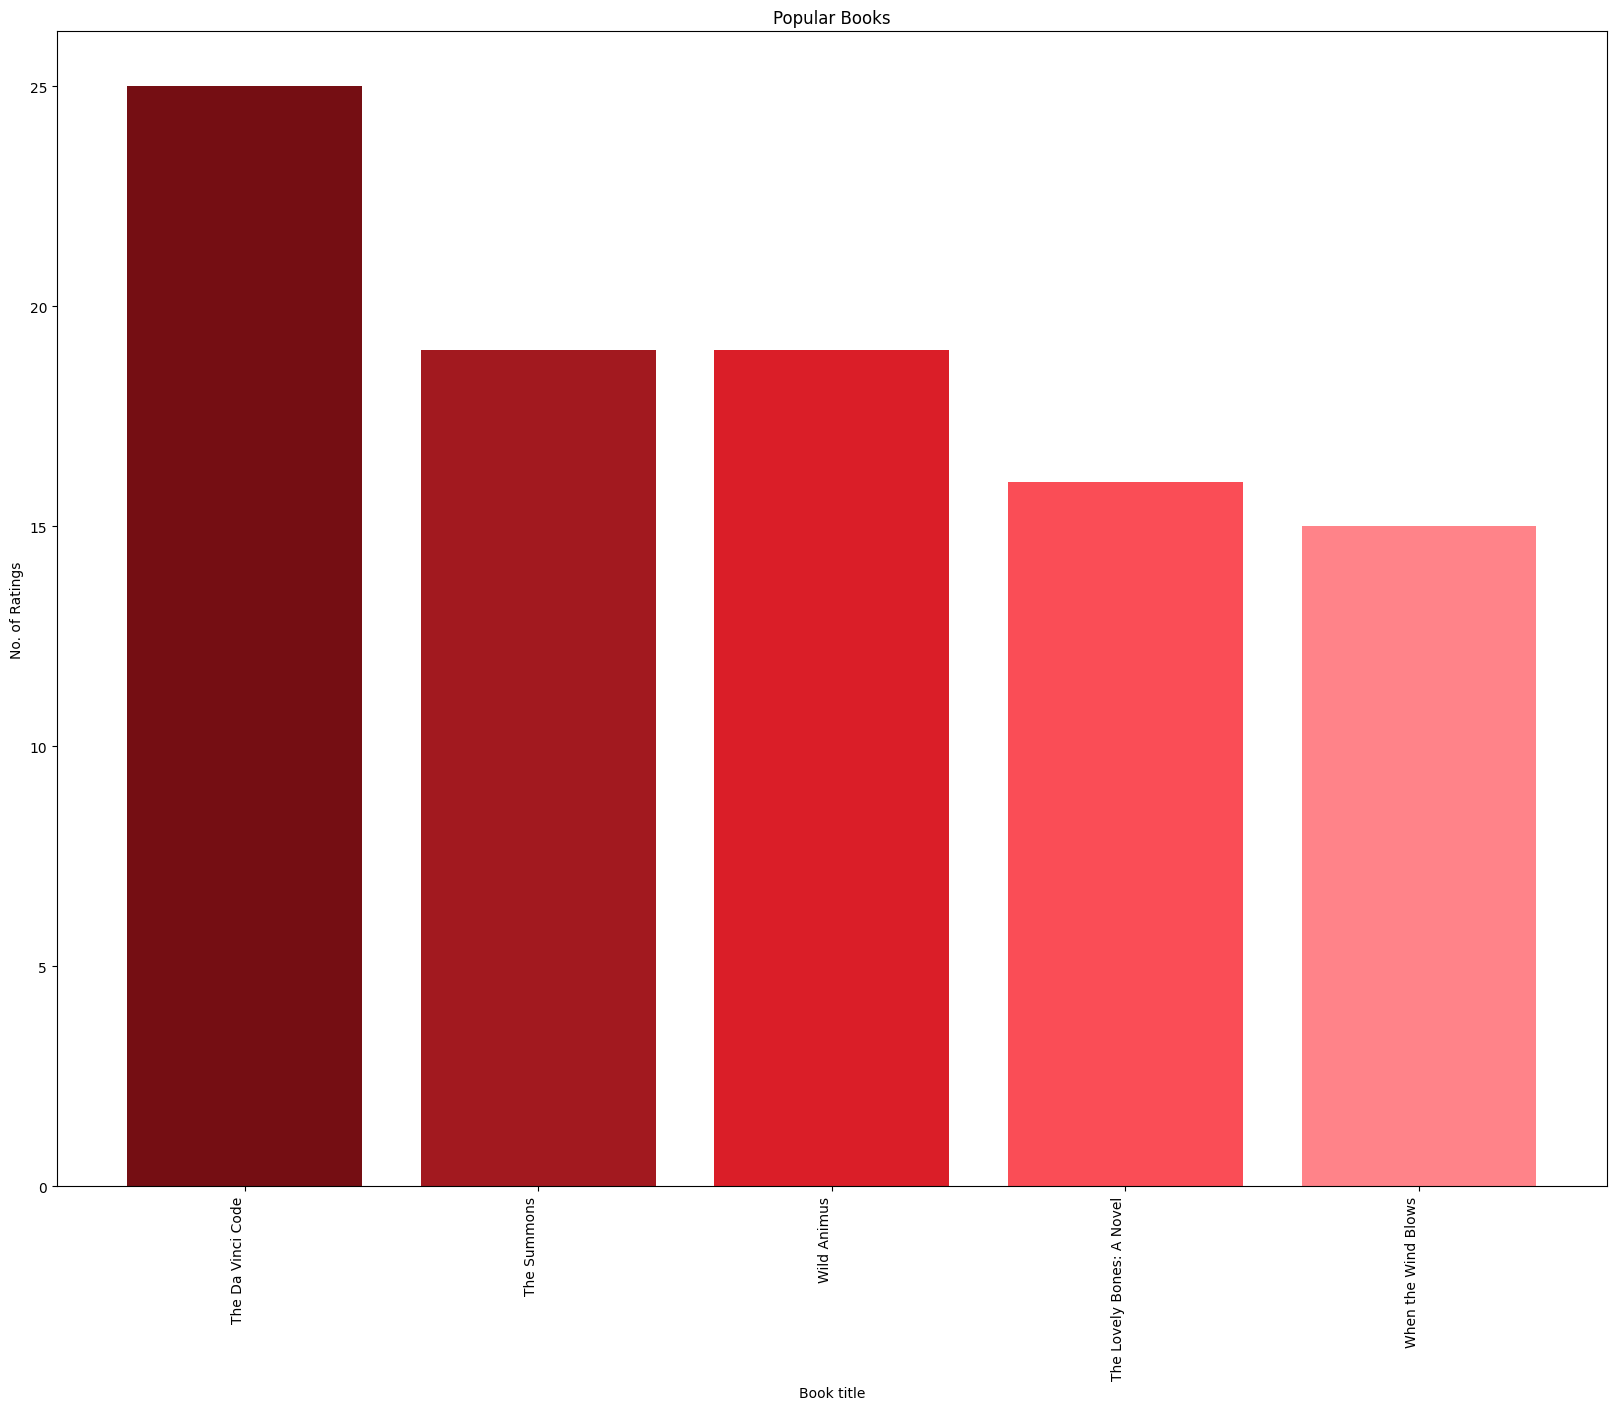 Popular Books
25
20
15
10
5
0
No. of Ratings
The Da Vinci Code
The Summons
Wild Animus
The Lovely Bones: A Novel
When the Wind Blows
Book title